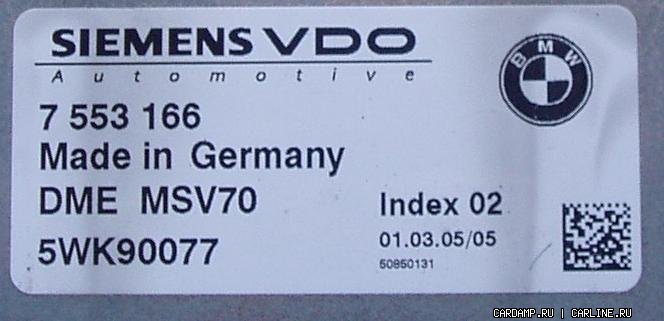 SIEMENS VDO
Automotive
BMW
7 553 166
Made in Germany
DME MSV70
Index 02
5WK90077
01.03.05/05
50850131
CARDAMP.RU | CARLINE.RU